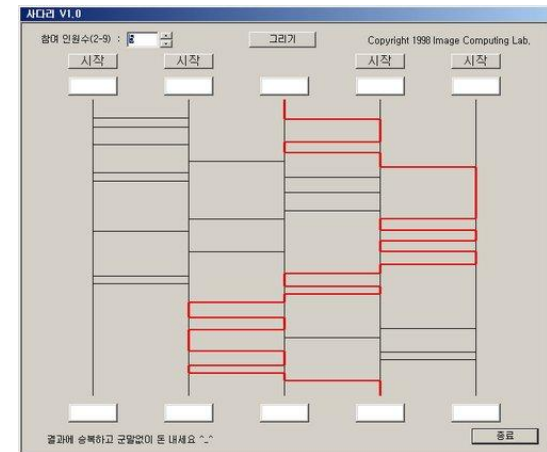 사다리 V1.0
참여 인원수(2-9) : 그리기 Copyright 1998 Image Computing Lab,
시작 시작 시작 시작
결과에 승복하고 군말없이 돈 내세요 ^_^ 종료